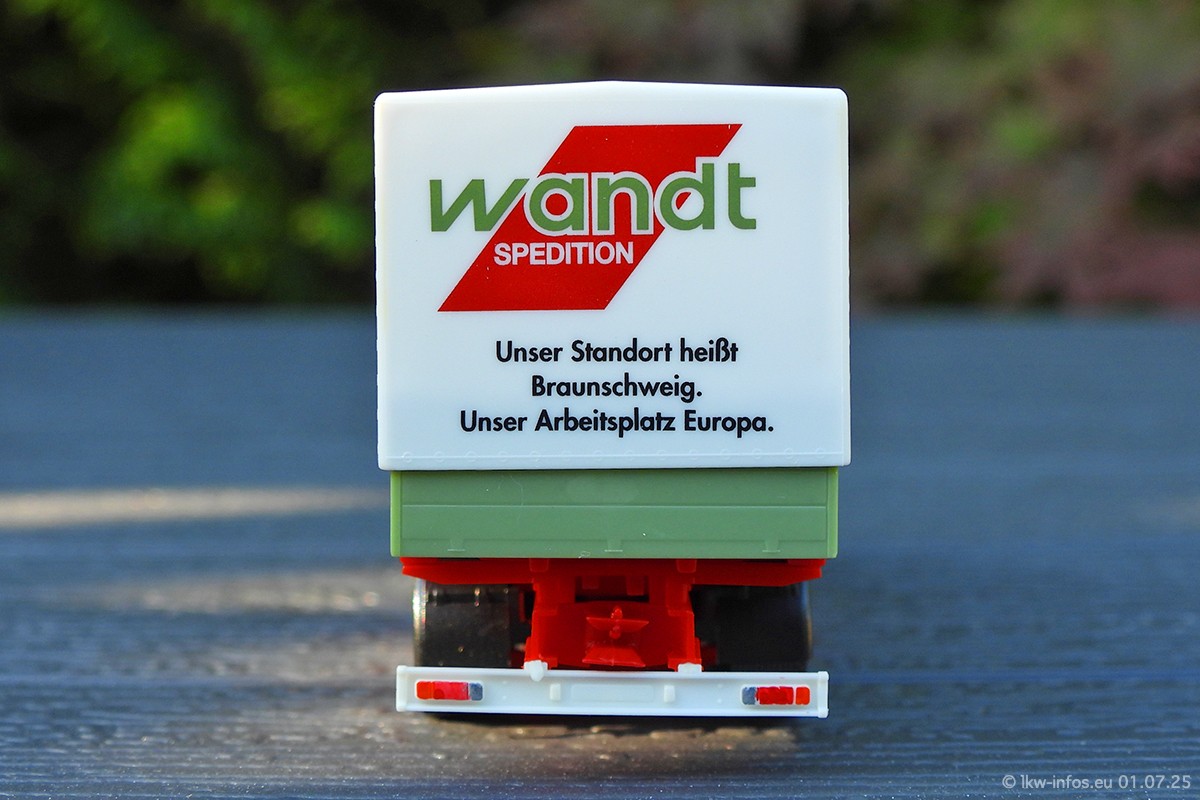 wandt
SPEDITION
Unser Standort heißt
Braunschweig.
Unser Arbeitsplatz Europa.
© lkw-infos.eu 01.07.25